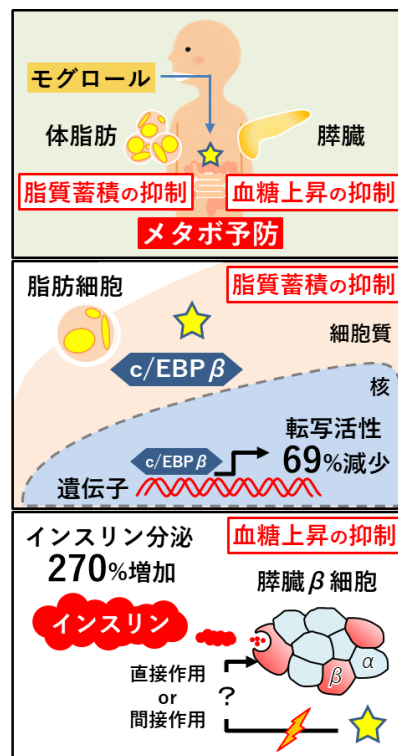 モグロール
体脂肪
膵臓
脂質蓄積の抑制
血糖上昇の抑制
メタボ予防
脂肪細胞
脂質蓄積の抑制
細胞質
c/EBPβ
核
転写活性
69%減少
c/EBPβ
遺伝子
インスリン分泌
270%増加
血糖上昇の抑制
膵臓β細胞
インスリン
α
β
直接作用
or
間接作用
?